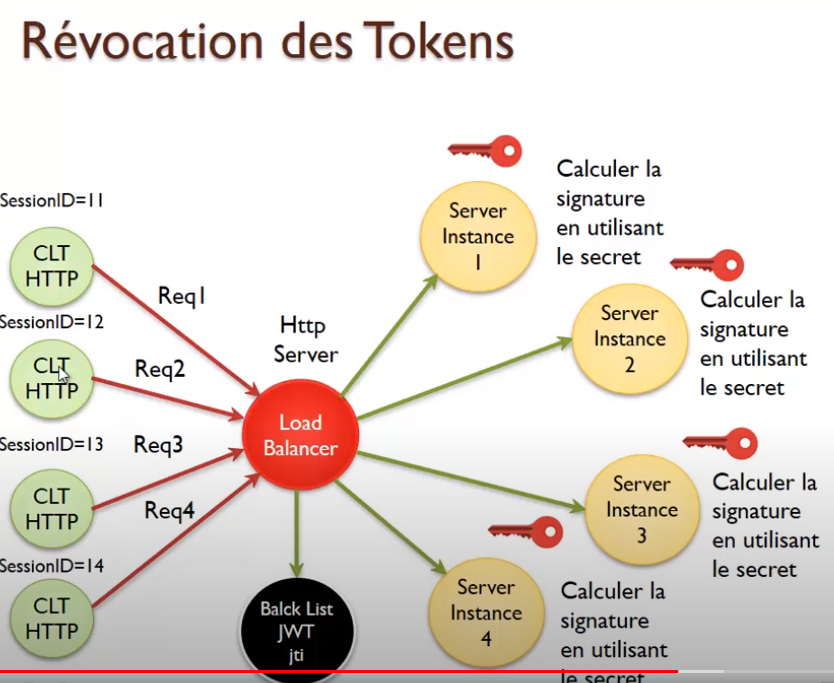 Révocation des Tokens
SessionID=11
CLT
HTTP
Req1
SessionID=12
CLT
HTTP
Req2
SessionID=13
CLT
HTTP
Req3
SessionID=14
CLT
HTTP
Req4
Http
Server
Load
Balancer
Balck List
JWT
jti
Server
Instance
1
Calculer la
signature
en utilisant
le secret
Server
Instance
2
Calculer la
signature
en utilisant
le secret
Server
Instance
3
Calculer la
signature
en utilisant
le secret
Server
Instance
4
Calculer la
signature
en utilisant
le secret